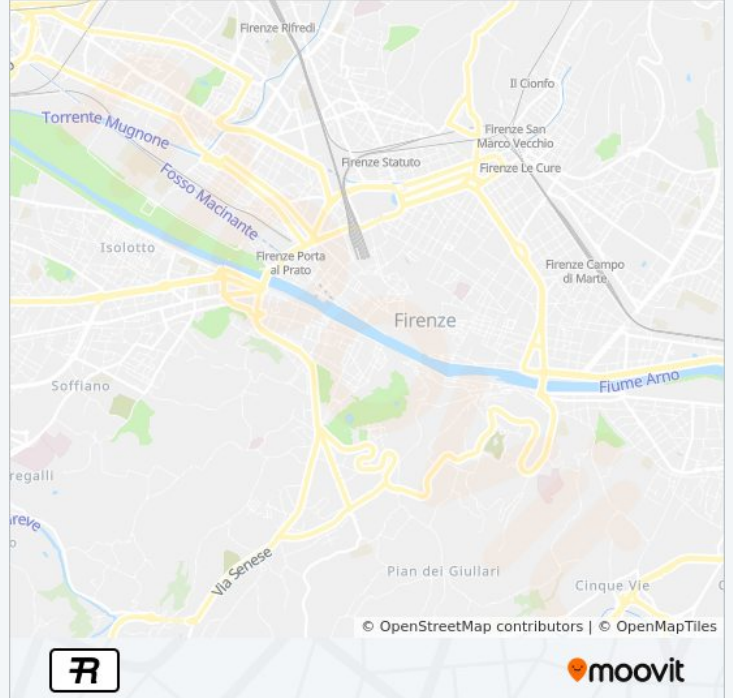 Firenze Rifredi
Il Cionfo
Torrente Mugnone
Firenze San
Marco Vecchio
Firenze Statuto
Firenze Le Cure
Fosso Macinante
Isolotto
Firenze Porta
al Prato
Firenze Campo
di Marte
Firenze
Fiume Arno
Soffiano
regalli
reve
Via Senese
Pian dei Giullari
Cinque Vie
© OpenStreetMap contributors | © OpenMapTiles
R
moovit